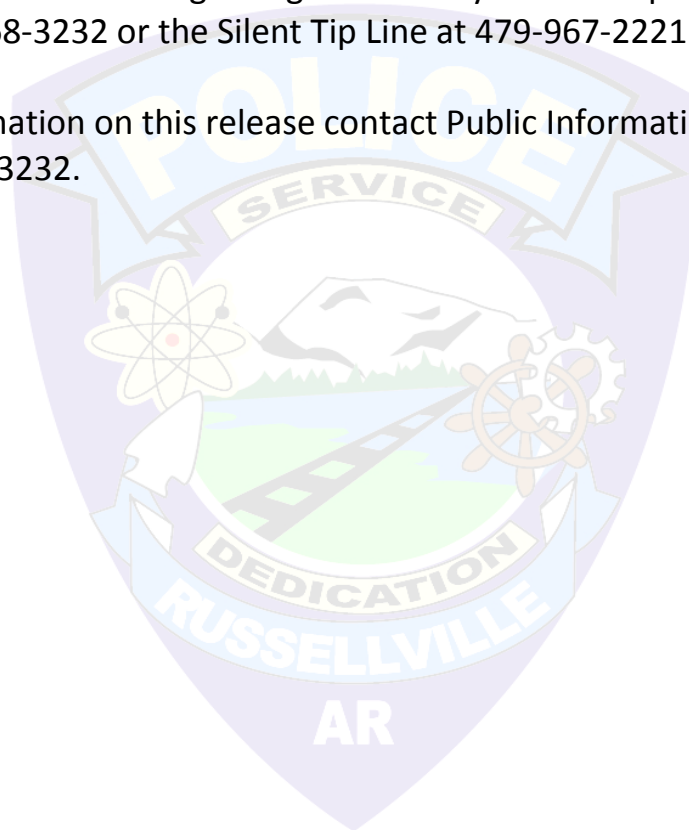 68-3232 or the Silent Tip Line at 479-967-2221
nation on this release contact Public Informati
3232.
POLICE
SERVICE
DEDICATION
RUSSELLVILLE
AR